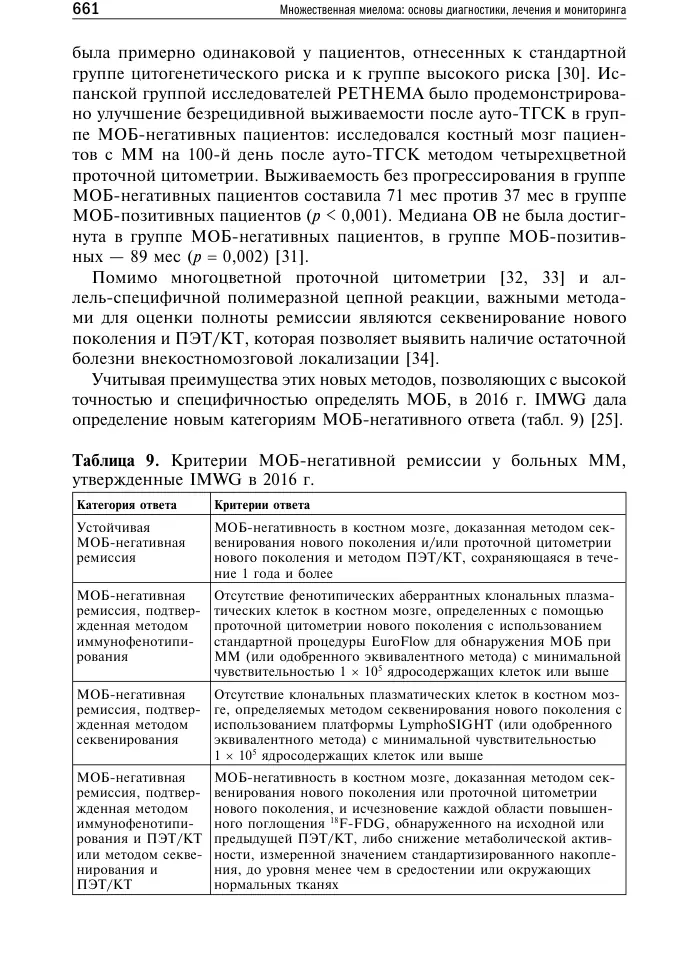 661
Множественная миелома: основы диагностики, лечения и мониторинга
была примерно одинаковой у пациентов, отнесенных к стандартной
группе цитогенетического риска и к группе высокого риска [30]. Ис-
панской группой исследователей PETHEMA было продемонстрирова-
но улучшение безрецидивной выживаемости после ауто-ТГСК в груп-
пе МОБ-негативных пациентов: исследовался костный мозг пациен-
тов с ММ на 100-й день после ауто-ТГСК методом четырехцветной
проточной цитометрии. Выживаемость без прогрессирования в группе
МОБ-негативных пациентов составила 71 мес против 37 мес в группе
МОБ-позитивных пациентов (p < 0,001). Медиана ОВ не была достиг-
нута в группе МОБ-негативных пациентов, в группе МОБ-позитив-
ных — 89 мес (p = 0,002) [31].
Помимо многоцветной проточной цитометрии [32, 33] и ал-
лель-специфичной полимеразной цепной реакции, важными метода-
ми для оценки полноты ремиссии являются секвенирование нового
поколения и ПЭТ/КТ, которая позволяет выявить наличие остаточной
болезни внекостномозговой локализации [34].
Учитывая преимущества этих новых методов, позволяющих с высокой
точностью и специфичностью определять МОБ, в 2016 г. IMWG дала
определение новым категориям МОБ-негативного ответа (табл. 9) [25].
Таблица 9. Критерии МОБ-негативной ремиссии у больных ММ,
утвержденные IMWG в 2016 г.
Категория ответа
Критерии ответа
Устойчивая
МОБ-негативная
ремиссия
МОБ-негативность в костном мозге, доказанная методом сек-
венирования нового поколения и/или проточной цитометрии
нового поколения и методом ПЭТ/КТ, сохраняющаяся в тече-
ние 1 года и более
МОБ-негативная
ремиссия, подтвер-
жденная методом
иммунофенотипи-
рования
Отсутствие фенотипических аберрантных клональных плазма-
тических клеток в костном мозге, определенных с помощью
проточной цитометрии нового поколения с использованием
стандартной процедуры EuroFlow для обнаружения МОБ при
ММ (или одобренного эквивалентного метода) с минимальной
чувствительностью 1 × 10⁵ ядросодержащих клеток или выше
МОБ-негативная
ремиссия, подтвер-
жденная методом
секвенирования
Отсутствие клональных плазматических клеток в костном моз-
ге, определяемых методом секвенирования нового поколения с
использованием платформы LymphoSIGHT (или одобренного
эквивалентного метода) с минимальной чувствительностью
1 × 10⁵ ядросодержащих клеток или выше
МОБ-негативная
ремиссия, подтвер-
жденная методом
иммунофенотипи-
рования и ПЭТ/КТ
или методом секве-
нирования и
ПЭТ/КТ
МОБ-негативность в костном мозге, доказанная методом сек-
венирования нового поколения или проточной цитометрии
нового поколения, и исчезновение каждой области повышен-
ного поглощения ¹⁸F-FDG, обнаруженного на исходной или
предыдущей ПЭТ/КТ, либо снижение метаболической актив-
ности, измеренной значением стандартизированного накопле-
ния, до уровня менее чем в средостении или окружающих
нормальных тканях